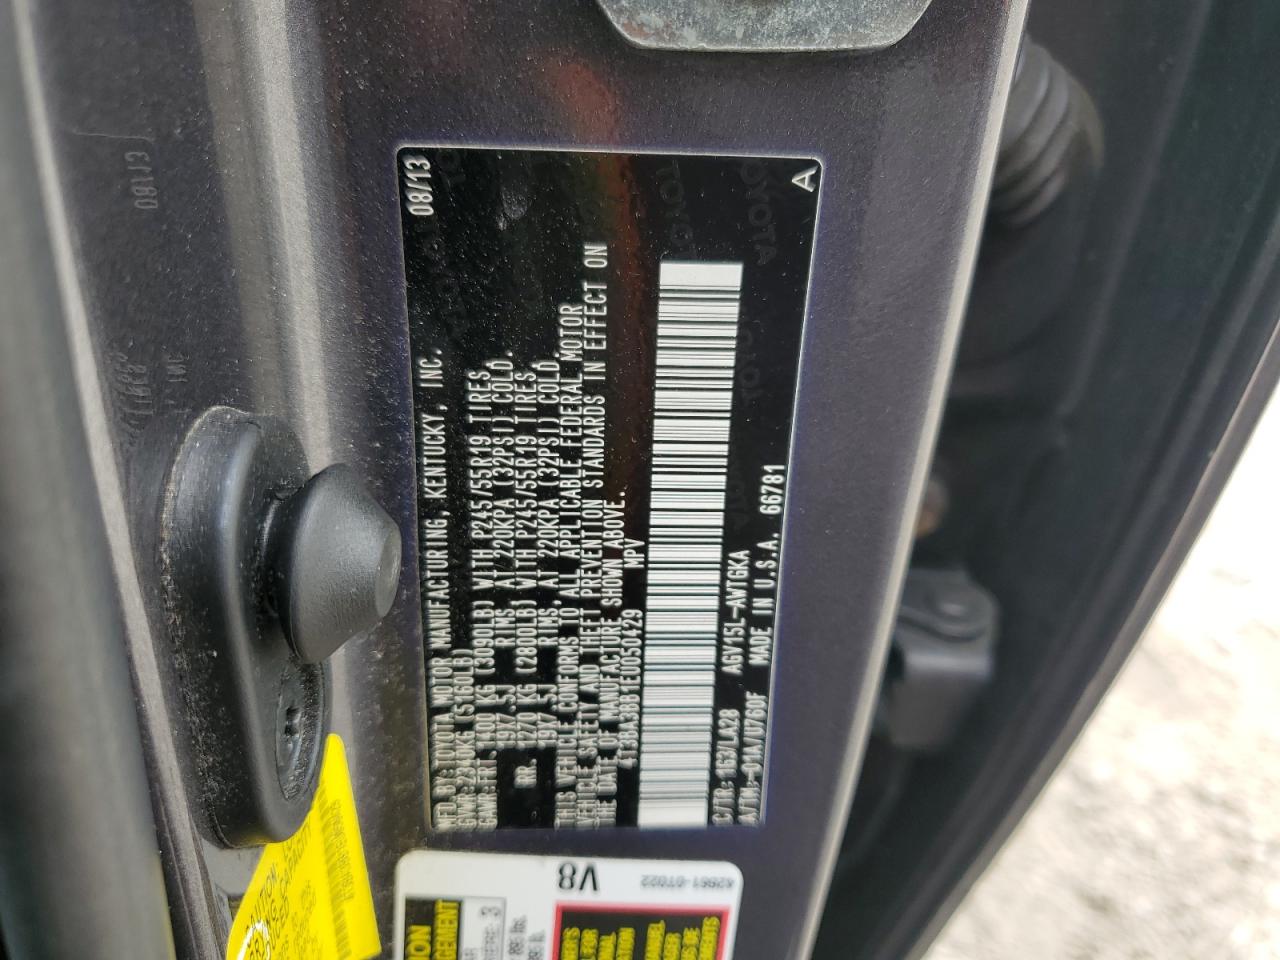 MFD. BY: TOYOTA MOTOR MANUFACTURING, KENTUCKY, INC. 08/13
GVWR: 2340KG (5160LB)
GAWR: FRT. 1400 KG (3090LB) WITH P245/55R19 TIRES,
19X7.5J RIMS, AT 220KPA (32PSI) COLD.
RR. 1270 KG (2800LB) WITH P245/55R19 TIRES,
19X7.5J RIMS, AT 220KPA (32PSI) COLD.
THIS VEHICLE CONFORMS TO ALL APPLICABLE FEDERAL MOTOR
VEHICLE SAFETY AND THEFT PREVENTION STANDARDS IN EFFECT ON
THE DATE OF MANUFACTURE SHOWN ABOVE.
4T3BA3BB1EU050429 MPV
C/TR: 1G3/LA28 AGV15L-AWTGKA
A/TM: -01A/U760F MADE IN U.S.A. 66781
A
TOYOTA
V8
42661-0T022